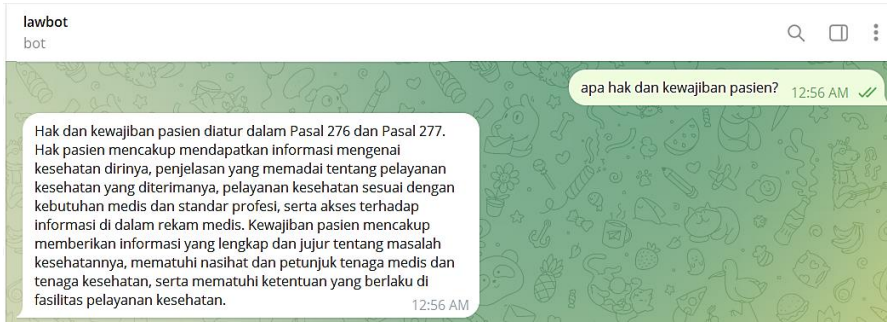 lawbot
bot
apa hak dan kewajiban pasien?
12:56 AM
Hak dan kewajiban pasien diatur dalam Pasal 276 dan Pasal 277.
Hak pasien mencakup mendapatkan informasi mengenai
kesehatan dirinya, penjelasan yang memadai tentang pelayanan
kesehatan yang diterimanya, pelayanan kesehatan sesuai dengan
kebutuhan medis dan standar profesi, serta akses terhadap
informasi di dalam rekam medis. Kewajiban pasien mencakup
memberikan informasi yang lengkap dan jujur tentang masalah
kesehatannya, mematuhi nasihat dan petunjuk tenaga medis dan
tenaga kesehatan, serta mematuhi ketentuan yang berlaku di
fasilitas pelayanan kesehatan.
12:56 AM